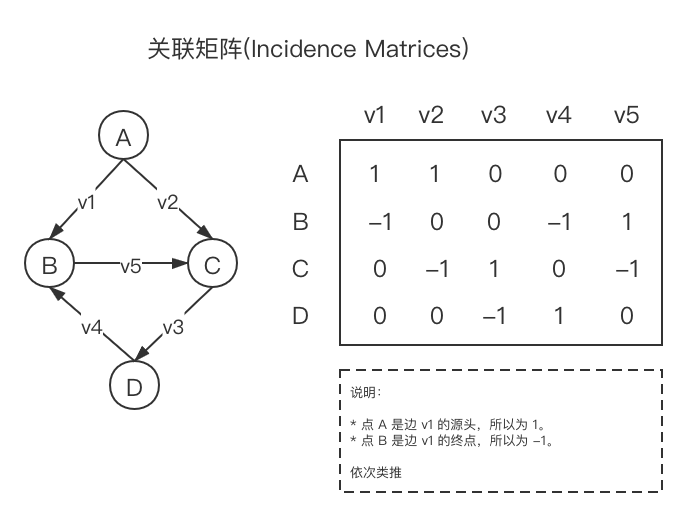 关联矩阵(Incidence Matrices)
A
v1
v2
B
v5
C
v4
v3
D
v1 v2 v3 v4 v5
A 1 1 0 0 0
B –1 0 0 –1 1
C 0 –1 1 0 –1
D 0 0 –1 1 0
说明：
* 点 A 是边 v1 的源头，所以为 1。
* 点 B 是边 v1 的终点，所以为 –1。
依次类推